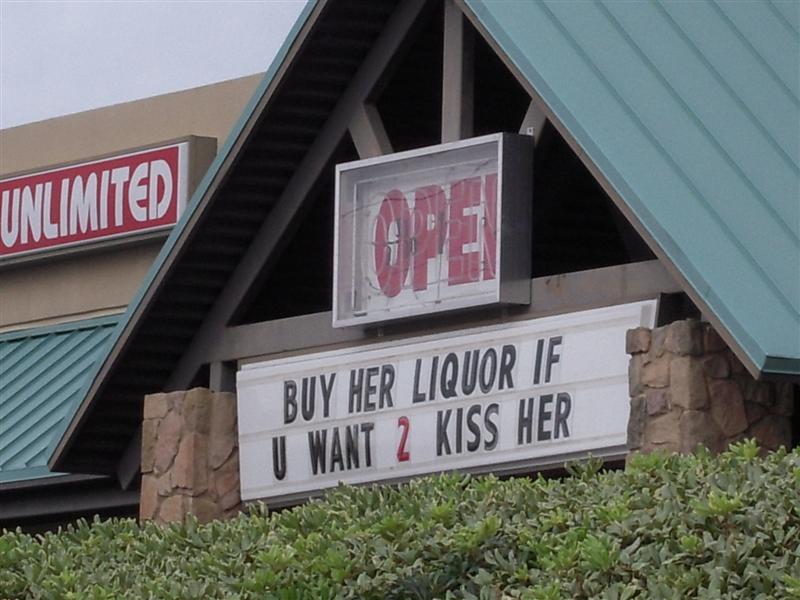 UNLIMITED
OPEN
BUY HER LIQUOR IF
U WANT 2 KISS HER